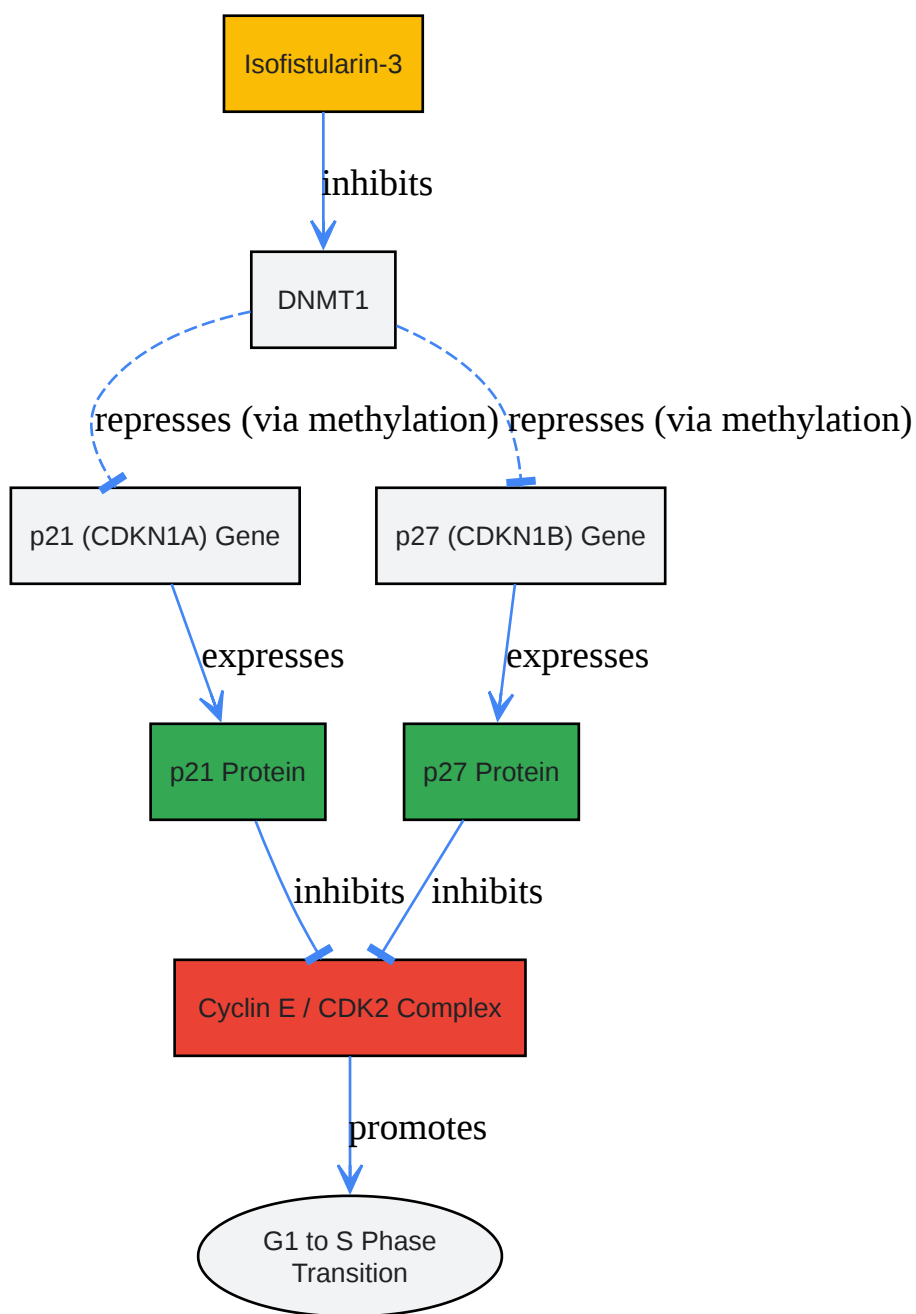 Isofistularin-3
inhibits
DNMT1
represses (via methylation)
represses (via methylation)
p21 (CDKN1A) Gene
p27 (CDKN1B) Gene
expresses
expresses
p21 Protein
p27 Protein
inhibits
inhibits
Cyclin E / CDK2 Complex
promotes
G1 to S Phase
Transition